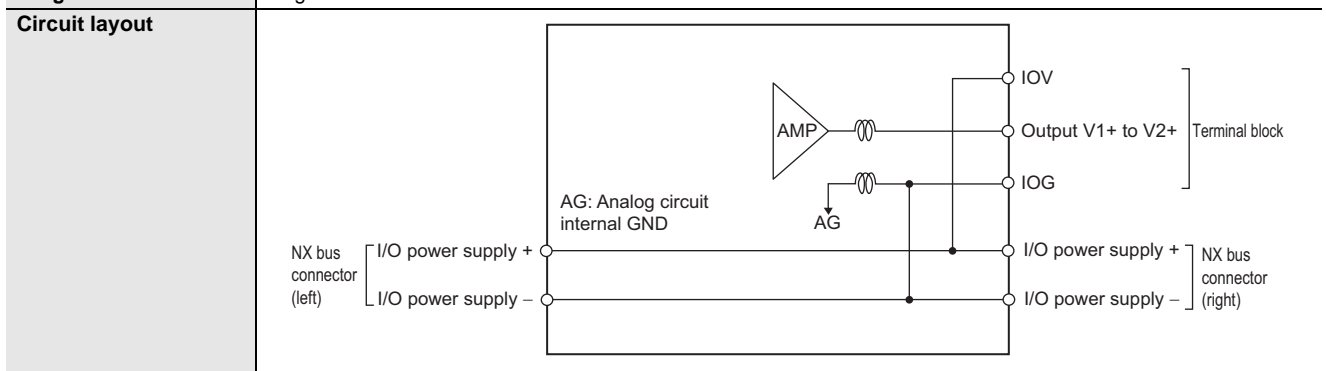 Circuit layout
IOV
AMP
Output V1+ to V2+
Terminal block
IOG
AG: Analog circuit
internal GND
AG
NX bus
connector
(left)
I/O power supply +
I/O power supply −
I/O power supply +
I/O power supply −
NX bus
connector
(right)